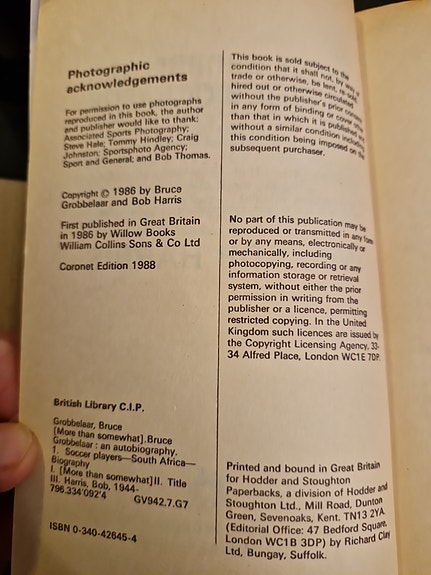 Photographic
acknowledgements
For permission to use photographs
reproduced in this book, the author
and publisher would like to thank:
Associated Sports Photography;
Steve Hale; Tommy Hindley; Craig
Johnston; Sportsphoto Agency;
Sport and General; and Bob Thomas.
Copyright © 1986 by Bruce
Grobbelaar and Bob Harris
First published in Great Britain
in 1986 by Willow Books
William Collins Sons & Co Ltd
Coronet Edition 1988
British Library C.I.P.
Grobbelaar, Bruce
[More than somewhat].Bruce
Grobbelaar : an autobiography.
1. Soccer players—South Africa—
Biography
I. [More than somewhat]II. Title
III. Harris, Bob, 1944-
796.334'092'4 GV942.7.G7
ISBN 0-340-42645-4
This book is sold subject to the
condition that it shall not, by way of
trade or otherwise, be lent, re-sold,
hired out or otherwise circulated
without the publisher's prior consent
in any form of binding or cover other
than that in which it is published and
without a similar condition including
this condition being imposed on the
subsequent purchaser.
No part of this publication may be
reproduced or transmitted in any form
or by any means, electronically or
mechanically, including
photocopying, recording or any
information storage or retrieval
system, without either the prior
permission in writing from the
publisher or a licence, permitting
restricted copying. In the United
Kingdom such licences are issued by
the Copyright Licensing Agency, 33-
34 Alfred Place, London WC1E 7DP.
Printed and bound in Great Britain
for Hodder and Stoughton
Paperbacks, a division of Hodder and
Stoughton Ltd., Mill Road, Dunton
Green, Sevenoaks, Kent. TN13 2YA.
(Editorial Office: 47 Bedford Square,
London WC1B 3DP) by Richard Clay
Ltd, Bungay, Suffolk.